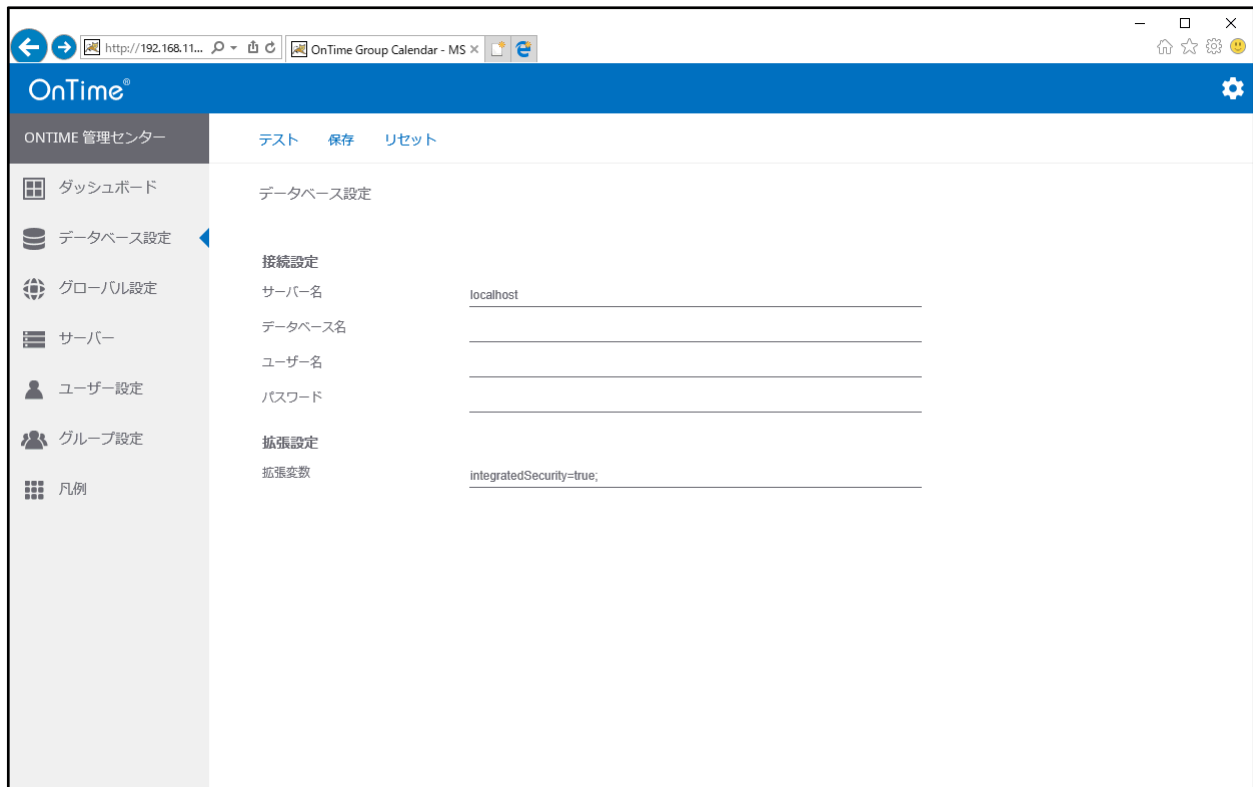 http://192.168.11...
OnTime Group Calendar - MS
OnTime®
ONTIME 管理センター
テスト 保存 リセット
ダッシュボード
データベース設定
グローバル設定
サーバー
ユーザー設定
グループ設定
凡例
データベース設定
接続設定
サーバー名 localhost
データベース名
ユーザー名
パスワード
拡張設定
拡張変数 integratedSecurity=true;